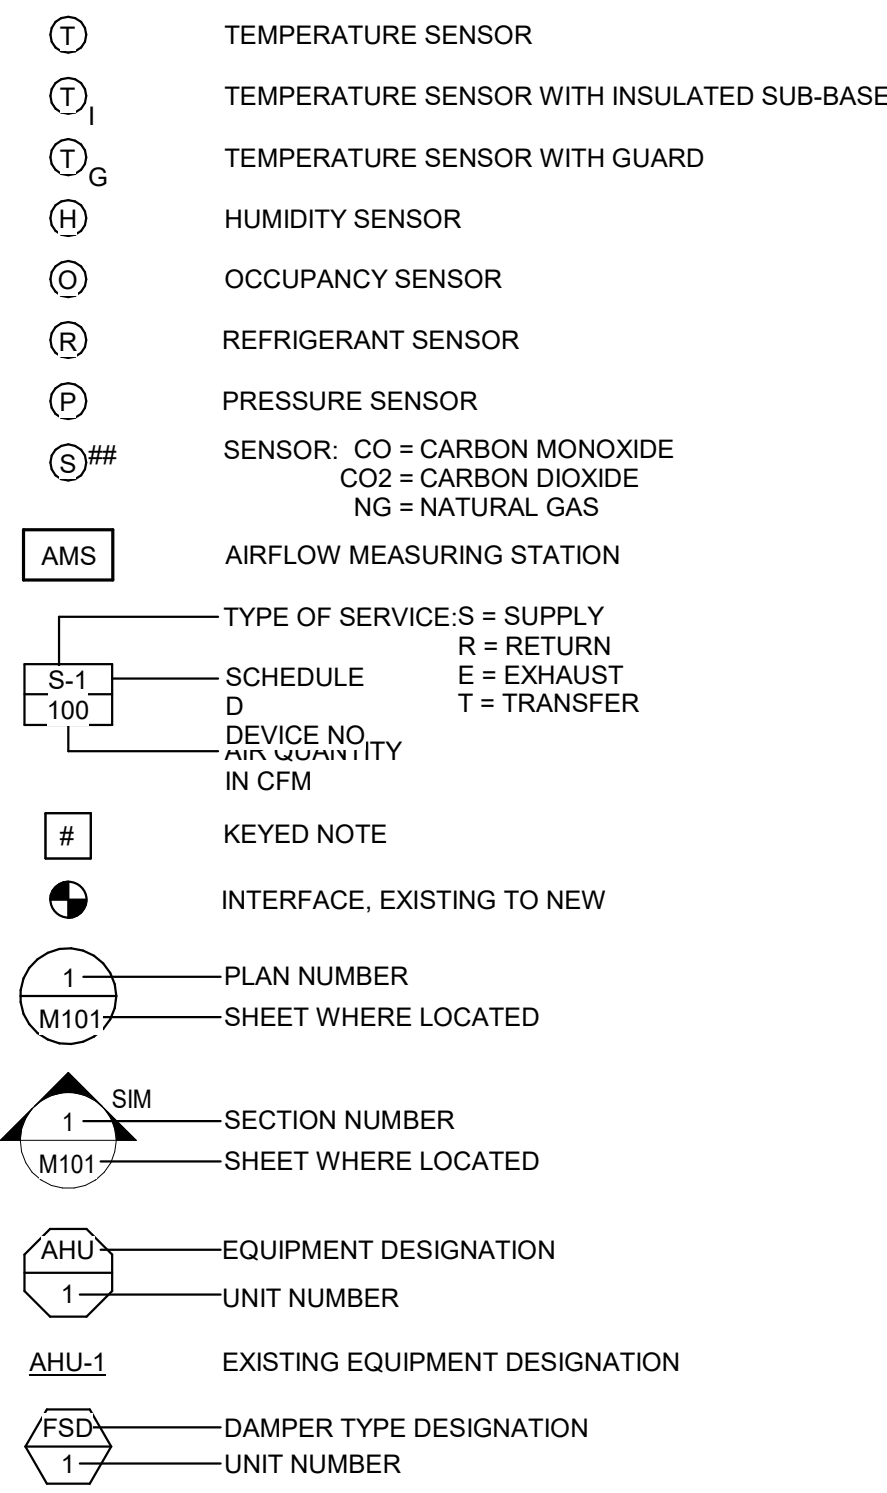 T TEMPERATURE SENSOR
T I TEMPERATURE SENSOR WITH INSULATED SUB-BASE
T G TEMPERATURE SENSOR WITH GUARD
H HUMIDITY SENSOR
O OCCUPANCY SENSOR
R REFRIGERANT SENSOR
P PRESSURE SENSOR
S ## SENSOR: CO = CARBON MONOXIDE
CO2 = CARBON DIOXIDE
NG = NATURAL GAS
AMS AIRFLOW MEASURING STATION
TYPE OF SERVICE: S = SUPPLY
R = RETURN
E = EXHAUST
T = TRANSFER
S-1 SCHEDULE
D
100 DEVICE NO
AIR QUANTITY
IN CFM
# KEYED NOTE
INTERFACE, EXISTING TO NEW
1 PLAN NUMBER
M101 SHEET WHERE LOCATED
SIM
1 SECTION NUMBER
M101 SHEET WHERE LOCATED
AHU EQUIPMENT DESIGNATION
1 UNIT NUMBER
AHU-1 EXISTING EQUIPMENT DESIGNATION
FSD DAMPER TYPE DESIGNATION
1 UNIT NUMBER